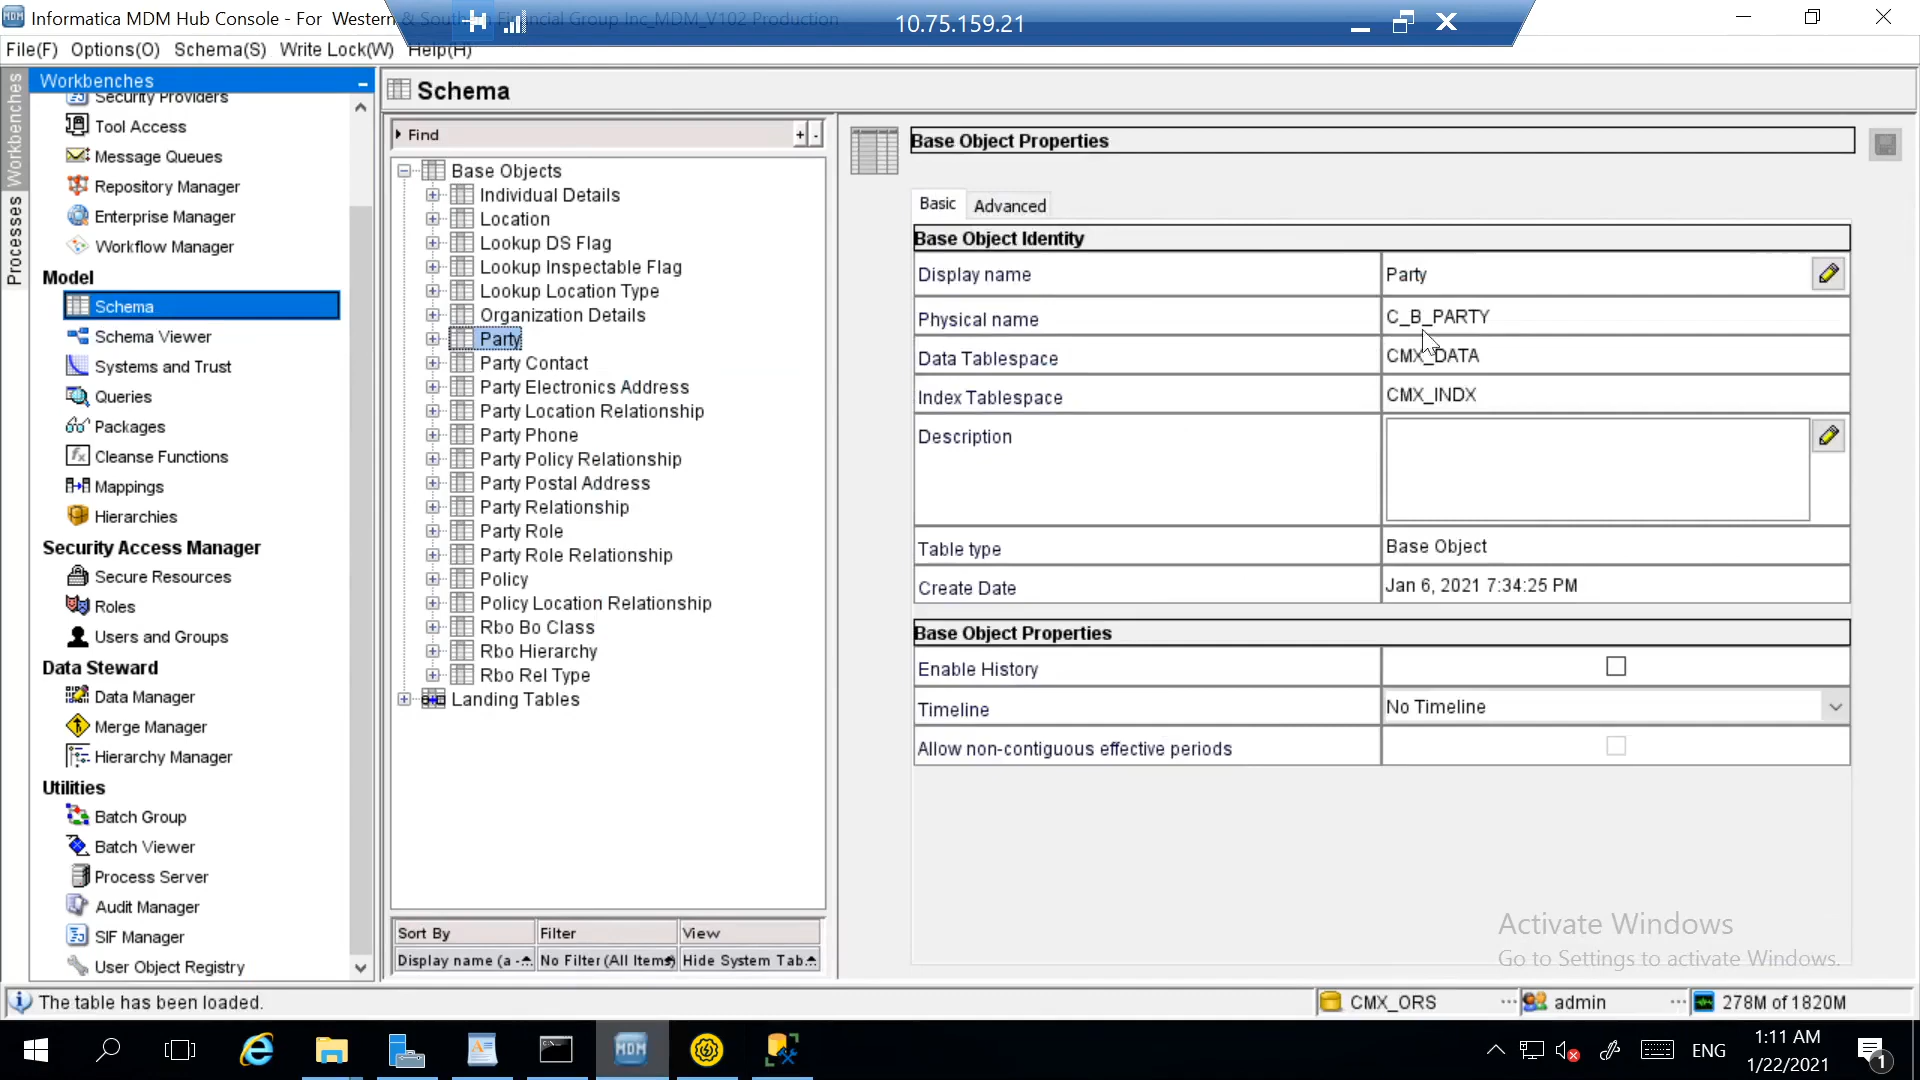 Informatica MDM Hub Console - For Western & Southern Financial Group Inc_MDM_V102 Production
10.75.159.21
File(F) Options(O) Schema(S) Write Lock(W) Help(H)
Workbenches
Processes
Workbenches
Security Providers
Tool Access
Message Queues
Repository Manager
Enterprise Manager
Workflow Manager
Model
Schema
Schema Viewer
Systems and Trust
Queries
Packages
Cleanse Functions
Mappings
Hierarchies
Security Access Manager
Secure Resources
Roles
Users and Groups
Data Steward
Data Manager
Merge Manager
Hierarchy Manager
Utilities
Batch Group
Batch Viewer
Process Server
Audit Manager
SIF Manager
User Object Registry
Schema
Find + -
Base Objects
Individual Details
Location
Lookup DS Flag
Lookup Inspectable Flag
Lookup Location Type
Organization Details
Party
Party Contact
Party Electronics Address
Party Location Relationship
Party Phone
Party Policy Relationship
Party Postal Address
Party Relationship
Party Role
Party Role Relationship
Policy
Policy Location Relationship
Rbo Bo Class
Rbo Hierarchy
Rbo Rel Type
Landing Tables
Sort By Filter View
Display name (a -... No Filter (All Items) Hide System Tab...
Base Object Properties
Basic Advanced
Base Object Identity
Display name Party
Physical name C_B_PARTY
Data Tablespace CMX_DATA
Index Tablespace CMX_INDX
Description
Table type Base Object
Create Date Jan 6, 2021 7:34:25 PM
Base Object Properties
Enable History
Timeline No Timeline
Allow non-contiguous effective periods
Activate Windows
Go to Settings to activate Windows.
The table has been loaded.
CMX_ORS ... admin ... 278M of 1820M
MDM
ENG
1:11 AM
1/22/2021
1